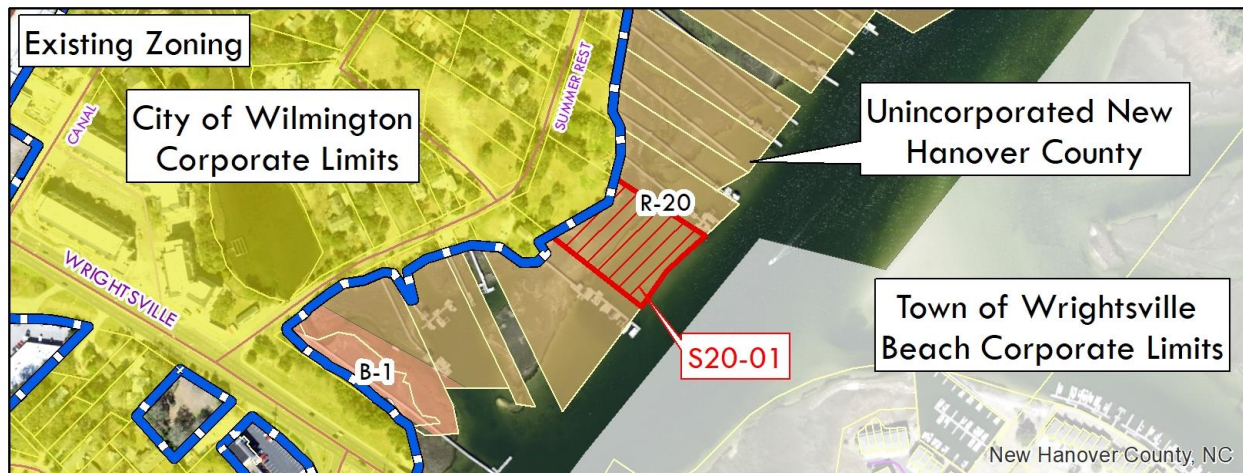 Existing Zoning
City of Wilmington
Corporate Limits
CANAL
SUMMER REST
Unincorporated New
Hanover County
R-20
WRIGHTSVILLE
B-1
S20-01
Town of Wrightsville
Beach Corporate Limits
New Hanover County, NC